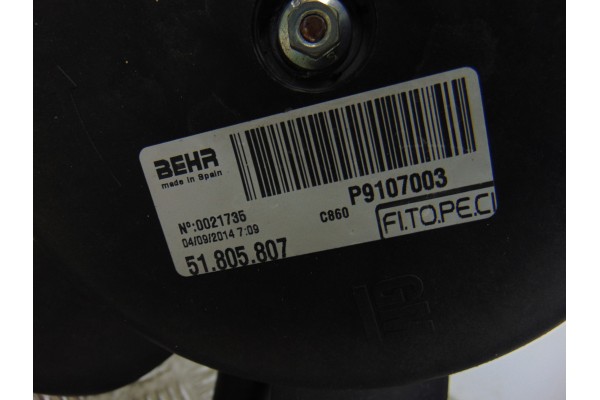 BEHR
made in Spain
P9107003
Nº:0021735
C860
FI.TO.PE.CI
04/09/2014 7:09
51.805.807